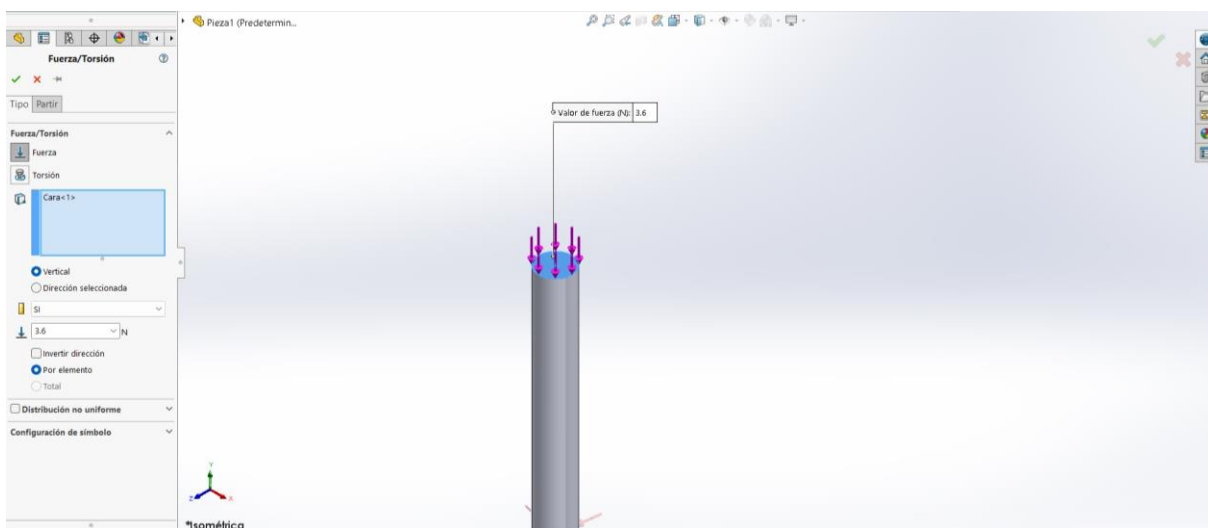 Pieza1 (Predetermin...
Fuerza/Torsión
Tipo Partir
Fuerza/Torsión
Fuerza
Torsión
Cara<1>
Vertical
Dirección seleccionada
SI
3.6 N
Invertir dirección
Por elemento
Total
Distribución no uniforme
Configuración de símbolo
Valor de fuerza (N): 3.6
Y
Z X
*Isométrica